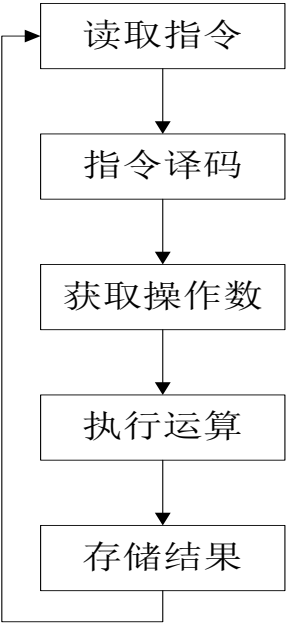 读取指令
指令译码
获取操作数
执行运算
存储结果